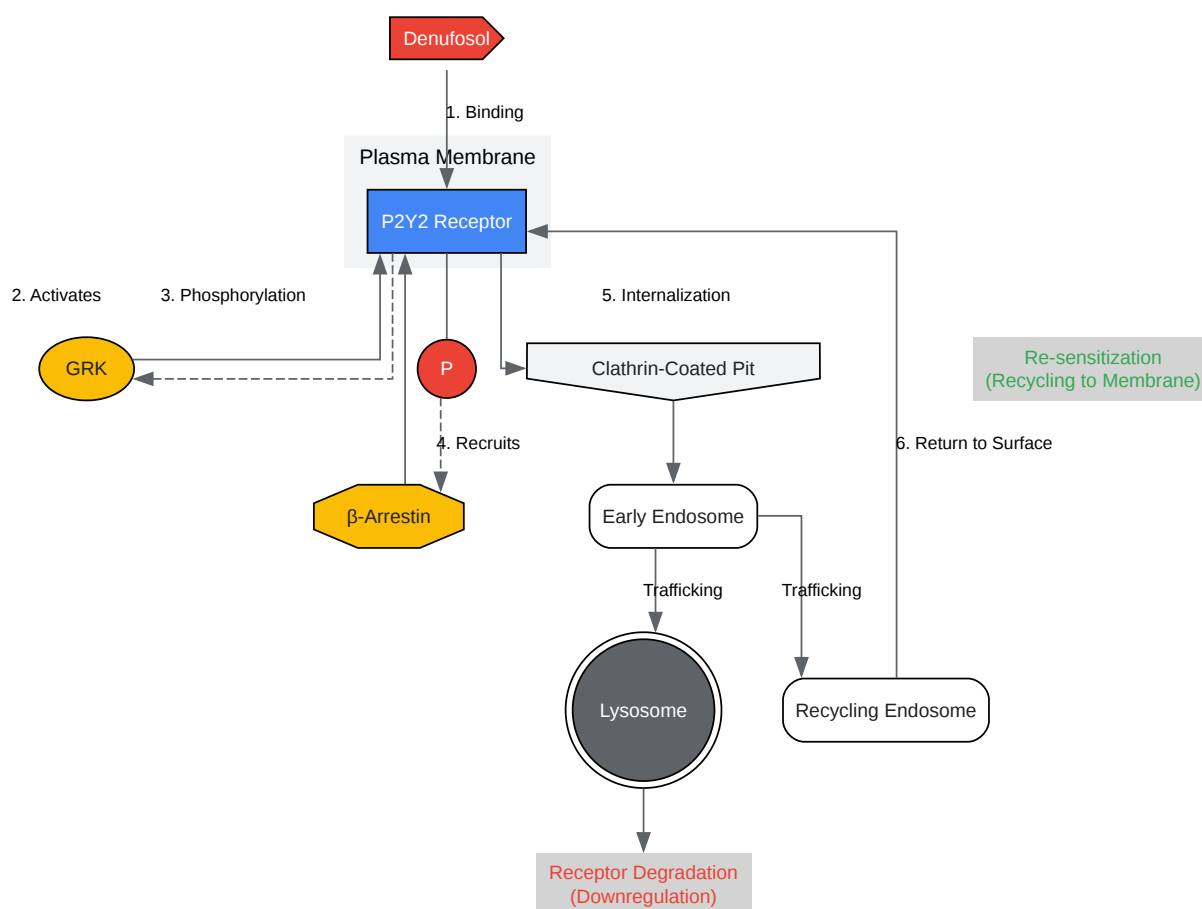 Denufosol
1. Binding
Plasma Membrane
P2Y2 Receptor
2. Activates
3. Phosphorylation
5. Internalization
GRK
P
Clathrin-Coated Pit
Re-sensitization
(Recycling to Membrane)
4. Recruits
6. Return to Surface
β-Arrestin
Early Endosome
Trafficking
Trafficking
Lysosome
Recycling Endosome
Receptor Degradation
(Downregulation)